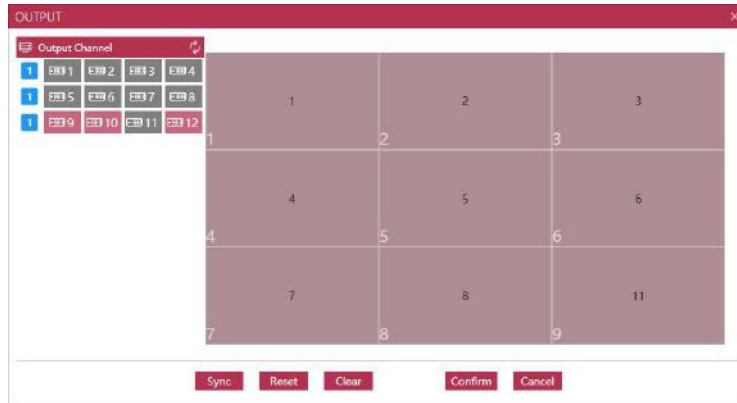 OUTPUT
Output Channel
1 1 2 3 4
1 5 6 7 8
1 9 10 11 12
1 2 3
1 2 3
4 5 6
4 5 6
7 8 11
7 8 9
Sync Reset Clear Confirm Cancel